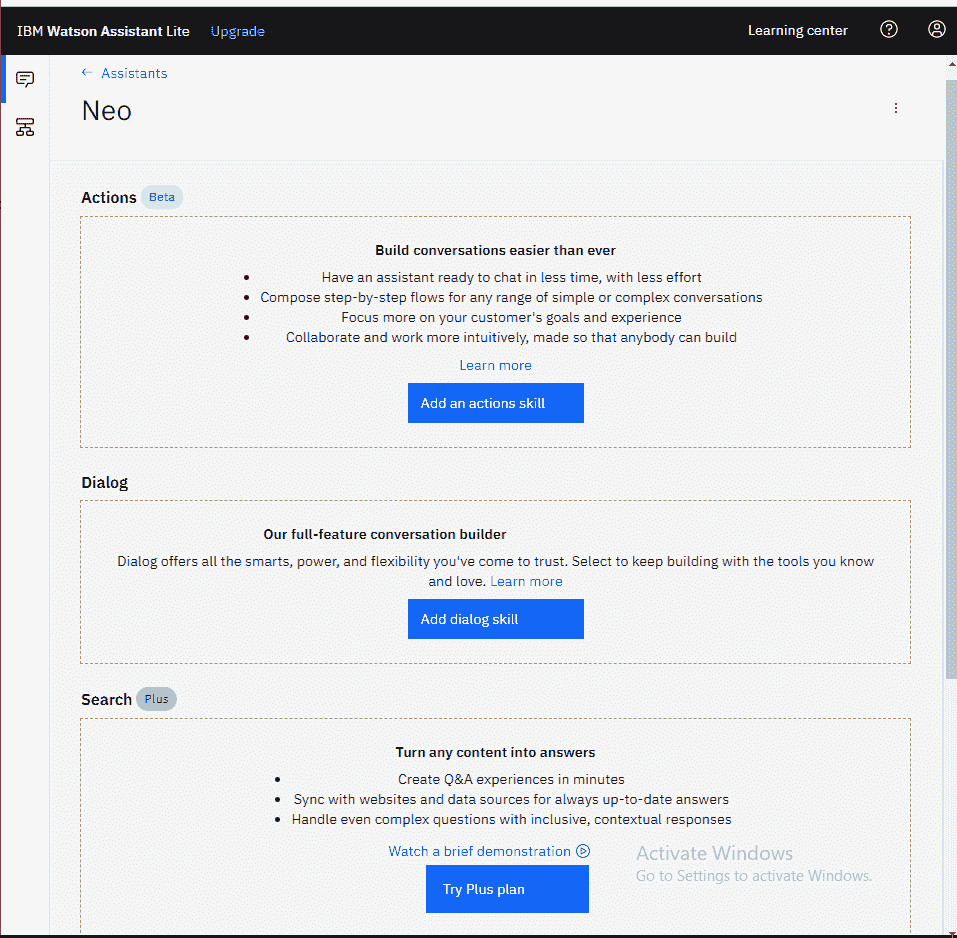 IBM Watson Assistant Lite Upgrade Learning center
← Assistants
Neo
Actions Beta
Build conversations easier than ever
Have an assistant ready to chat in less time, with less effort
Compose step-by-step flows for any range of simple or complex conversations
Focus more on your customer's goals and experience
Collaborate and work more intuitively, made so that anybody can build
Learn more
Add an actions skill
Dialog
Our full-feature conversation builder
Dialog offers all the smarts, power, and flexibility you've come to trust. Select to keep building with the tools you know
and love. Learn more
Add dialog skill
Search Plus
Turn any content into answers
Create Q&A experiences in minutes
Sync with websites and data sources for always up-to-date answers
Handle even complex questions with inclusive, contextual responses
Watch a brief demonstration
Try Plus plan
Activate Windows
Go to Settings to activate Windows.